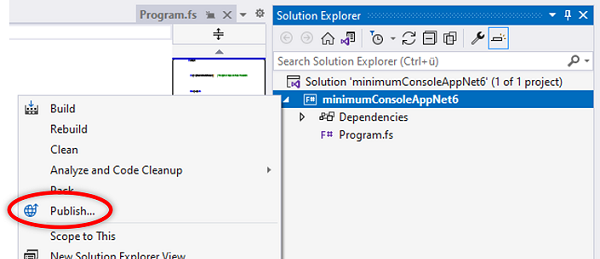 Program.fs
Solution Explorer
Search Solution Explorer (Ctrl+ü)
Solution 'minimumConsoleAppNet6' (1 of 1 project)
F# minimumConsoleAppNet6
Dependencies
F# Program.fs
Build
Rebuild
Clean
Analyze and Code Cleanup
Pack
Publish...
Scope to This
New Solution Explorer View